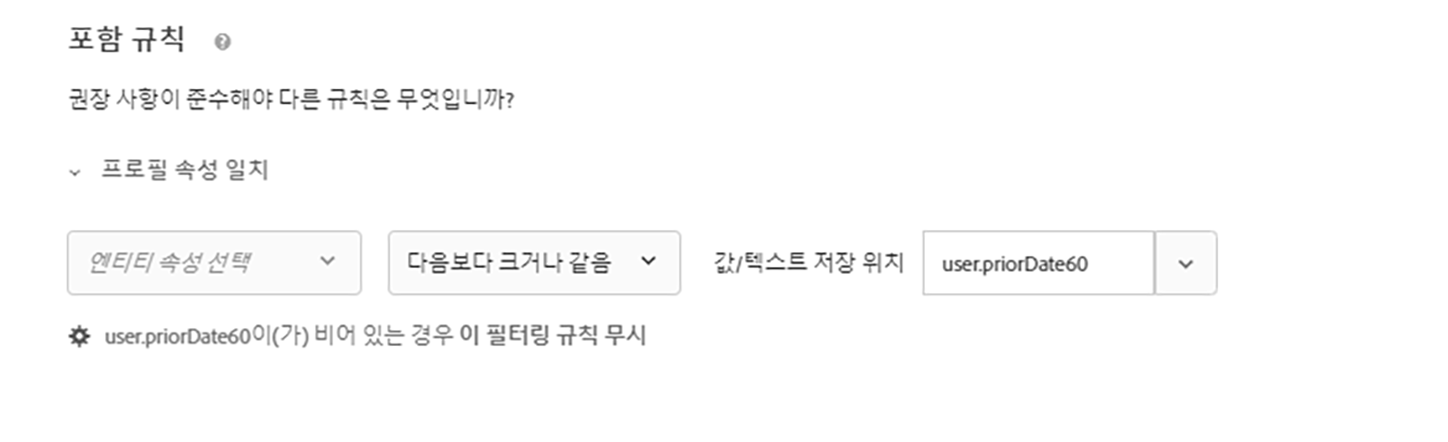 포함 규칙
권장 사항이 준수해야 다른 규칙은 무엇입니까?
프로필 속성 일치
엔티티 속성 선택 다음보다 크거나 같음 값/텍스트 저장 위치 user.priorDate60
user.priorDate60이(가) 비어 있는 경우 이 필터링 규칙 무시